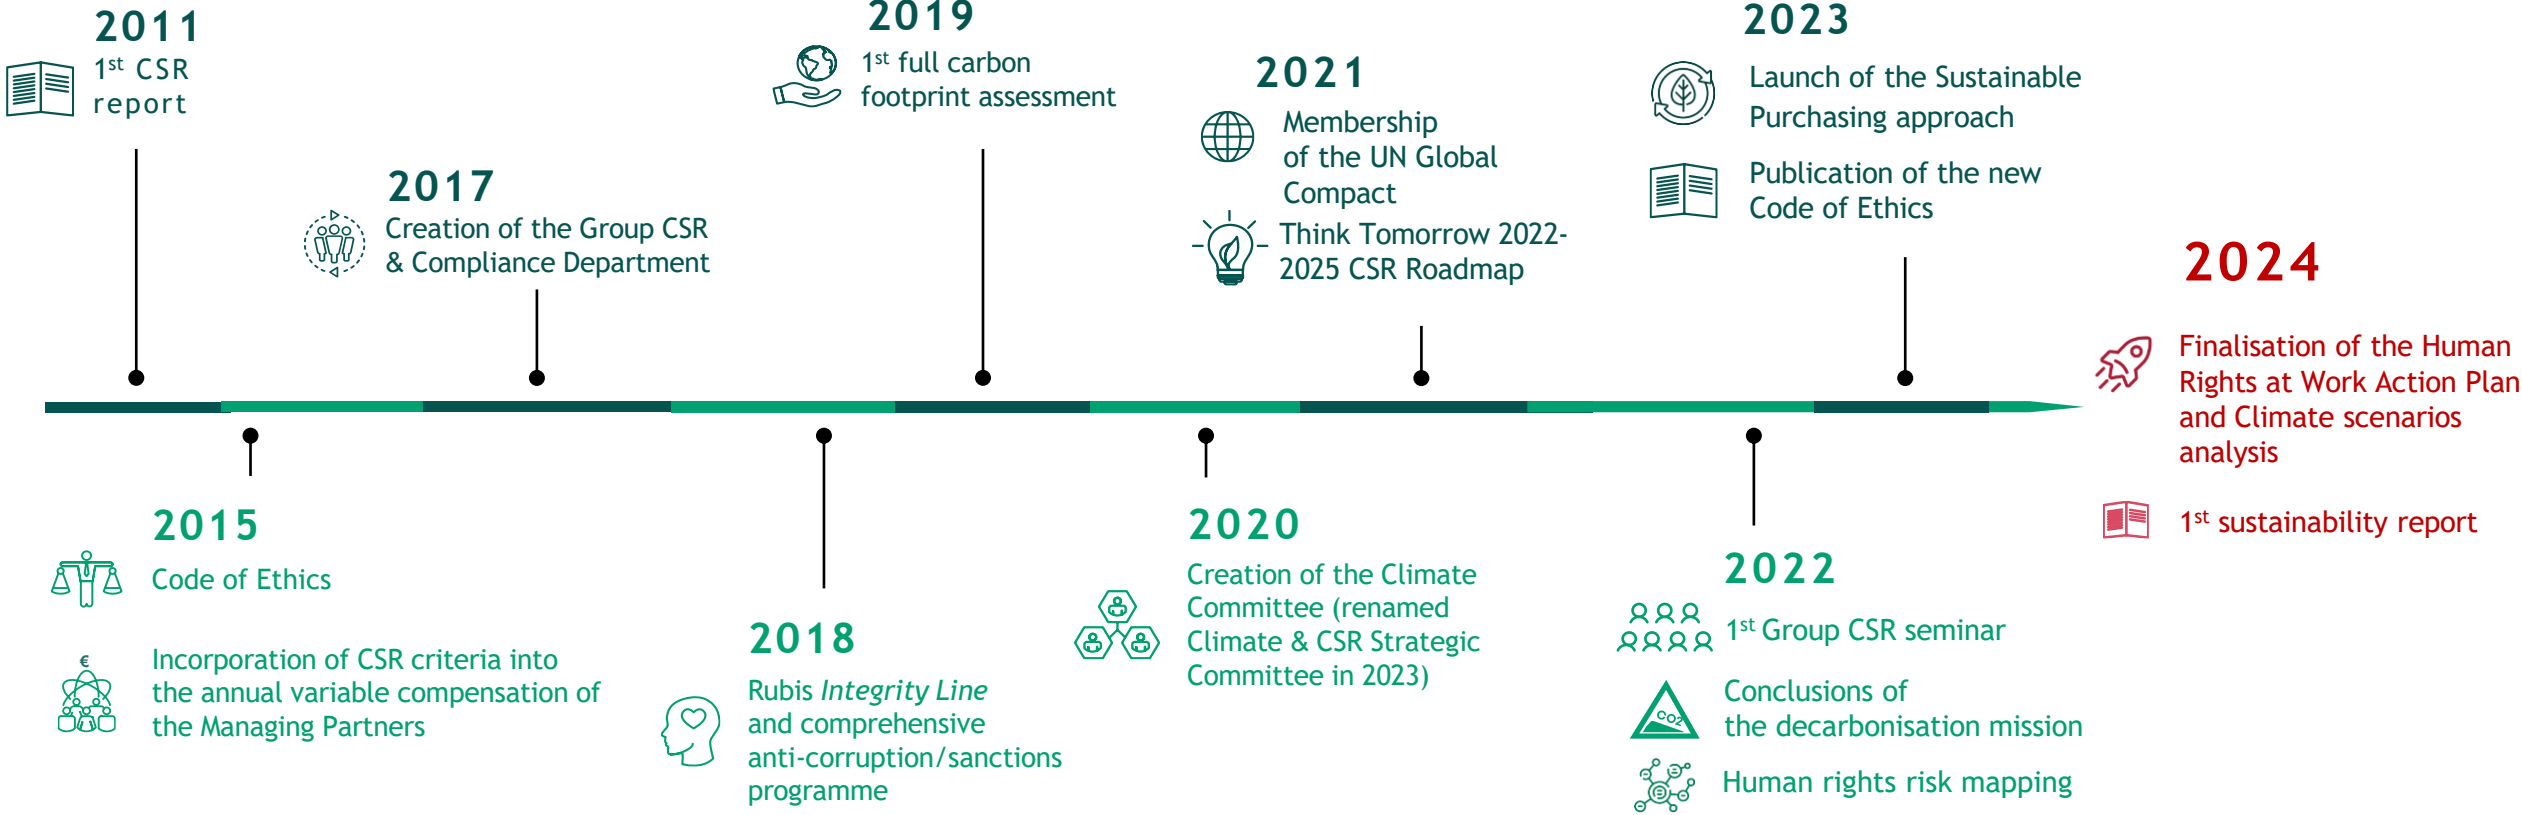 2011
1st CSR
report
2017
Creation of the Group CSR
& Compliance Department
2019
1st full carbon
footprint assessment
2021
Membership
of the UN Global
Compact
Think Tomorrow 2022-
2025 CSR Roadmap
2023
Launch of the Sustainable
Purchasing approach
Publication of the new
Code of Ethics
2024
Finalisation of the Human
Rights at Work Action Plan
and Climate scenarios
analysis
1st sustainability report
2015
Code of Ethics
€
Incorporation of CSR criteria into
the annual variable compensation of
the Managing Partners
2018
Rubis Integrity Line
and comprehensive
anti-corruption/sanctions
programme
2020
Creation of the Climate
Committee (renamed
Climate & CSR Strategic
Committee in 2023)
2022
1st Group CSR seminar
CO2
Conclusions of
the decarbonisation mission
Human rights risk mapping